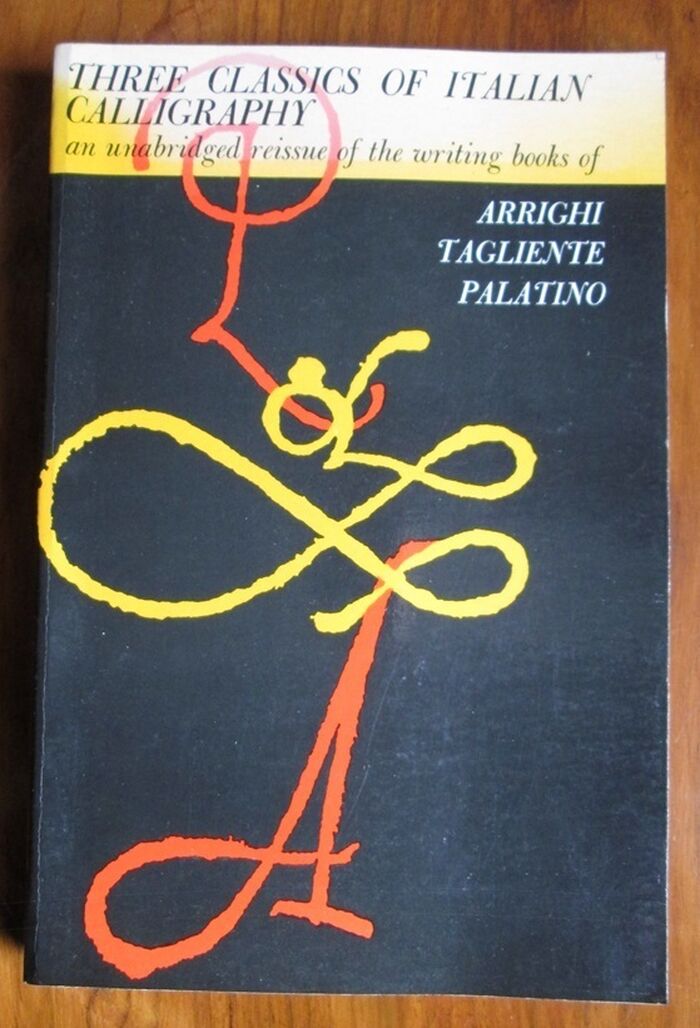 THREE CLASSICS OF ITALIAN
CALLIGRAPHY
an unabridged reissue of the writing books of
ARRIGHI
TAGLIENTE
PALATINO